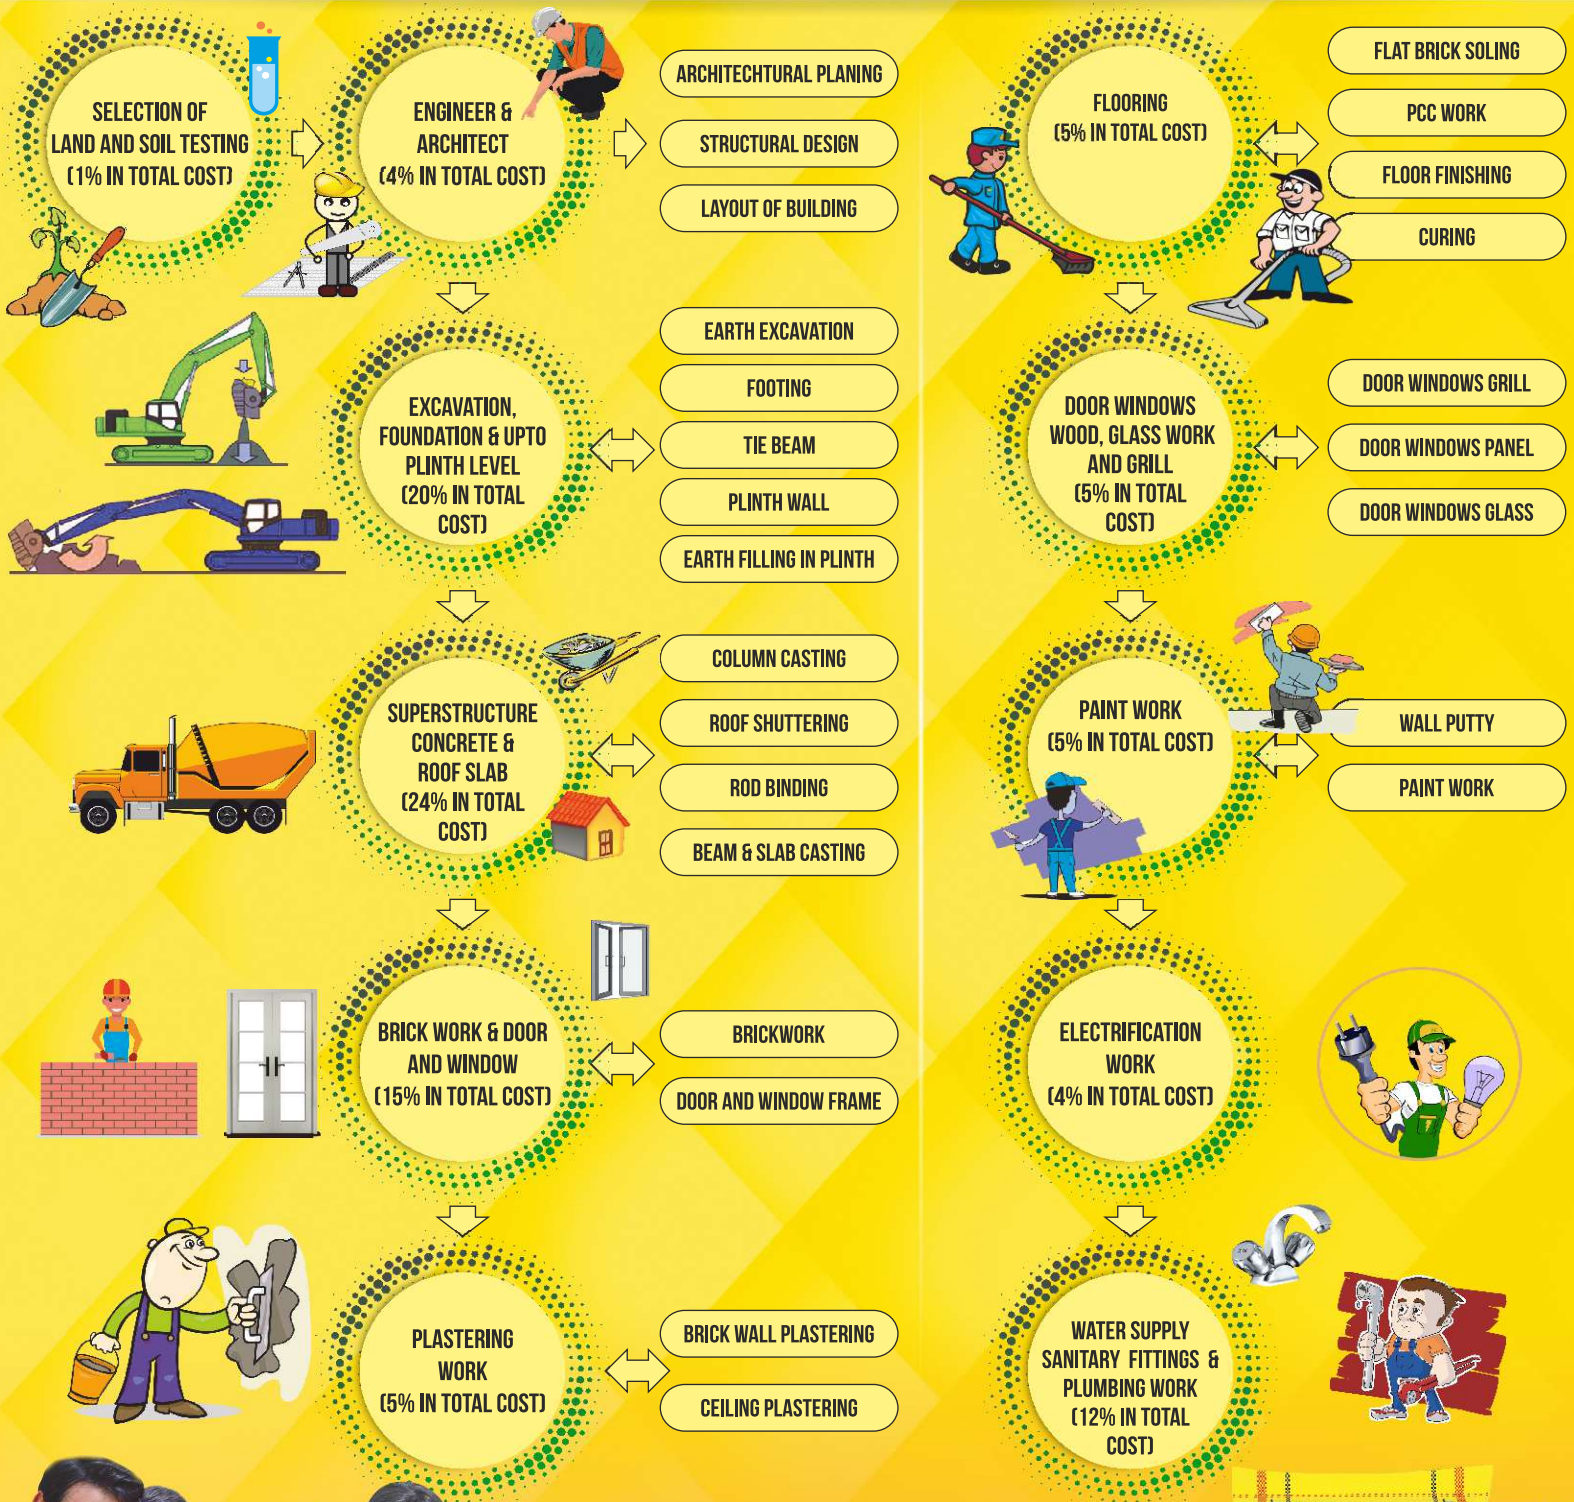 SELECTION OF
LAND AND SOIL TESTING
(1% IN TOTAL COST)
ENGINEER &
ARCHITECT
(4% IN TOTAL COST)
ARCHITECHTURAL PLANING
STRUCTURAL DESIGN
LAYOUT OF BUILDING
EXCAVATION,
FOUNDATION & UPTO
PLINTH LEVEL
(20% IN TOTAL
COST)
EARTH EXCAVATION
FOOTING
TIE BEAM
PLINTH WALL
EARTH FILLING IN PLINTH
SUPERSTRUCTURE
CONCRETE &
ROOF SLAB
(24% IN TOTAL
COST)
COLUMN CASTING
ROOF SHUTTERING
ROD BINDING
BEAM & SLAB CASTING
BRICK WORK & DOOR
AND WINDOW
(15% IN TOTAL COST)
BRICKWORK
DOOR AND WINDOW FRAME
PLASTERING
WORK
(5% IN TOTAL COST)
BRICK WALL PLASTERING
CEILING PLASTERING
FLOORING
(5% IN TOTAL COST)
FLAT BRICK SOLING
PCC WORK
FLOOR FINISHING
CURING
DOOR WINDOWS
WOOD, GLASS WORK
AND GRILL
(5% IN TOTAL
COST)
DOOR WINDOWS GRILL
DOOR WINDOWS PANEL
DOOR WINDOWS GLASS
PAINT WORK
(5% IN TOTAL COST)
WALL PUTTY
PAINT WORK
ELECTRIFICATION
WORK
(4% IN TOTAL COST)
WATER SUPPLY
SANITARY FITTINGS &
PLUMBING WORK
(12% IN TOTAL
COST)